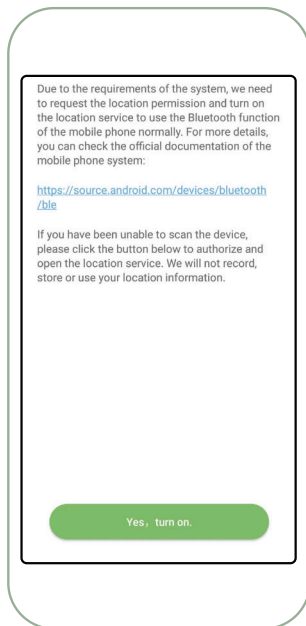 Due to the requirements of the system, we need
to request the location permission and turn on
the location service to use the Bluetooth function
of the mobile phone normally. For more details,
you can check the official documentation of the
mobile phone system:
https://source.android.com/devices/bluetooth
/ble
If you have been unable to scan the device,
please click the button below to authorize and
open the location service. We will not record,
store or use your location information.
Yes，turn on.